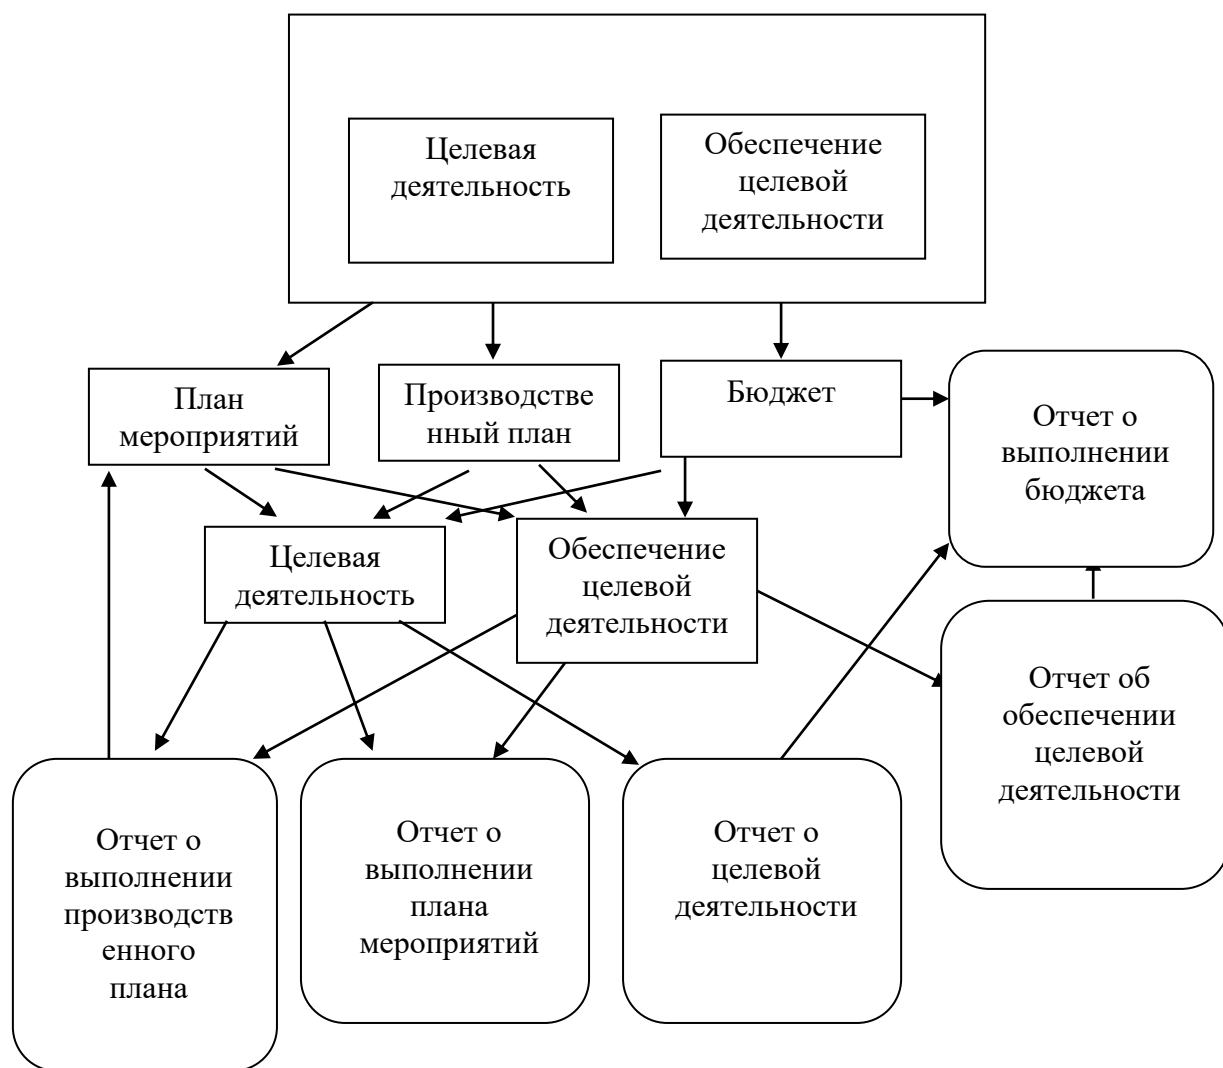 Целевая
деятельность
Обеспечение
целевой
деятельности
План
мероприятий
Производстве
нный план
Бюджет
Отчет о
выполнении
бюджета
Целевая
деятельность
Обеспечение
целевой
деятельности
Отчет об
обеспечении
целевой
деятельности
Отчет о
выполнении
производств
енного
плана
Отчет о
выполнении
плана
мероприятий
Отчет о
целевой
деятельности